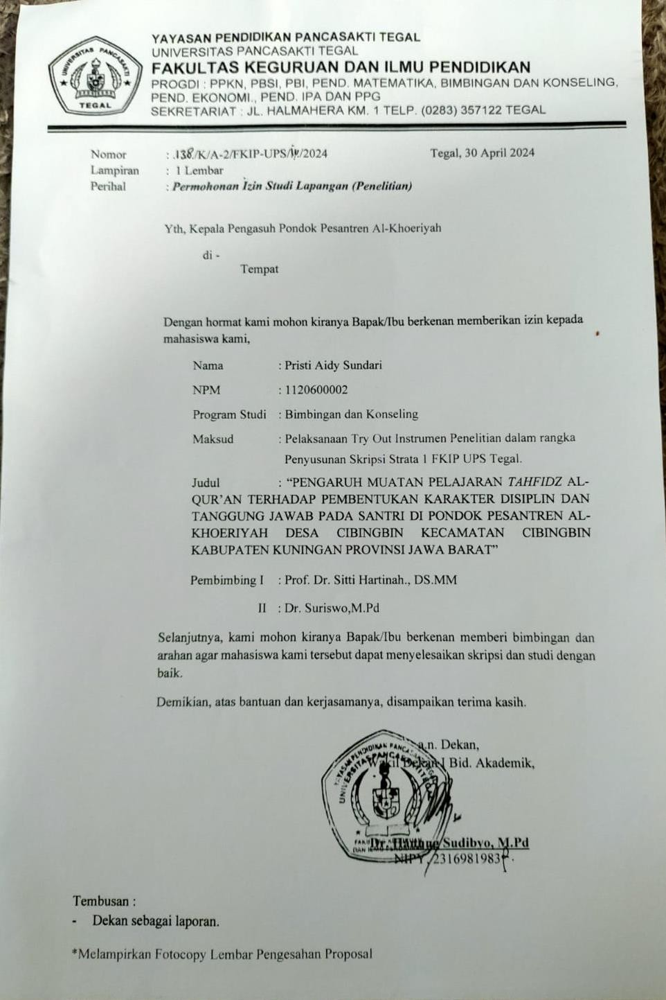 YAYASAN PENDIDIKAN PANCASAKTI TEGAL
UNIVERSITAS PANCASAKTI TEGAL
FAKULTAS KEGURUAN DAN ILMU PENDIDIKAN
PROGDI : PPKN, PBSI, PBI, PEND. MATEMATIKA, BIMBINGAN DAN KONSELING,
PEND. EKONOMI., PEND. IPA DAN PPG
SEKRETARIAT : JL. HALMAHERA KM. 1 TELP. (0283) 357122 TEGAL
UNIVERSITAS PANCASAKTI
TEGAL
Nomor : .138./K/A-2/FKIP-UPS/IV/2024 Tegal, 30 April 2024
Lampiran : 1 Lembar
Perihal : Permohonan Izin Studi Lapangan (Penelitian)
Yth, Kepala Pengasuh Pondok Pesantren Al-Khoeriyah
di -
Tempat
Dengan hormat kami mohon kiranya Bapak/Ibu berkenan memberikan izin kepada
mahasiswa kami,
Nama : Pristi Aidy Sundari
NPM : 1120600002
Program Studi : Bimbingan dan Konseling
Maksud : Pelaksanaan Try Out Instrumen Penelitian dalam rangka
Penyusunan Skripsi Strata 1 FKIP UPS Tegal.
Judul : “PENGARUH MUATAN PELAJARAN TAHFIDZ AL-
QUR’AN TERHADAP PEMBENTUKAN KARAKTER DISIPLIN DAN
TANGGUNG JAWAB PADA SANTRI DI PONDOK PESANTREN AL-
KHOERIYAH DESA CIBINGBIN KECAMATAN CIBINGBIN
KABUPATEN KUNINGAN PROVINSI JAWA BARAT”
Pembimbing I : Prof. Dr. Sitti Hartinah., DS.MM
II : Dr. Suriswo,M.Pd
Selanjutnya, kami mohon kiranya Bapak/Ibu berkenan memberi bimbingan dan
arahan agar mahasiswa kami tersebut dapat menyelesaikan skripsi dan studi dengan
baik.
Demikian, atas bantuan dan kerjasamanya, disampaikan terima kasih.
a.n. Dekan,
Wakil Dekan I Bid. Akademik,
YAYASAN PENDIDIKAN PANCASAKTI TEGAL
UNIVERSITAS PANCASAKTI TEGAL
DAN ILMU PENDIDIKAN
Dr. Sudibyo, M.Pd
NIPY 2316981983
Tembusan :
- Dekan sebagai laporan.
*Melampirkan Fotocopy Lembar Pengesahan Proposal